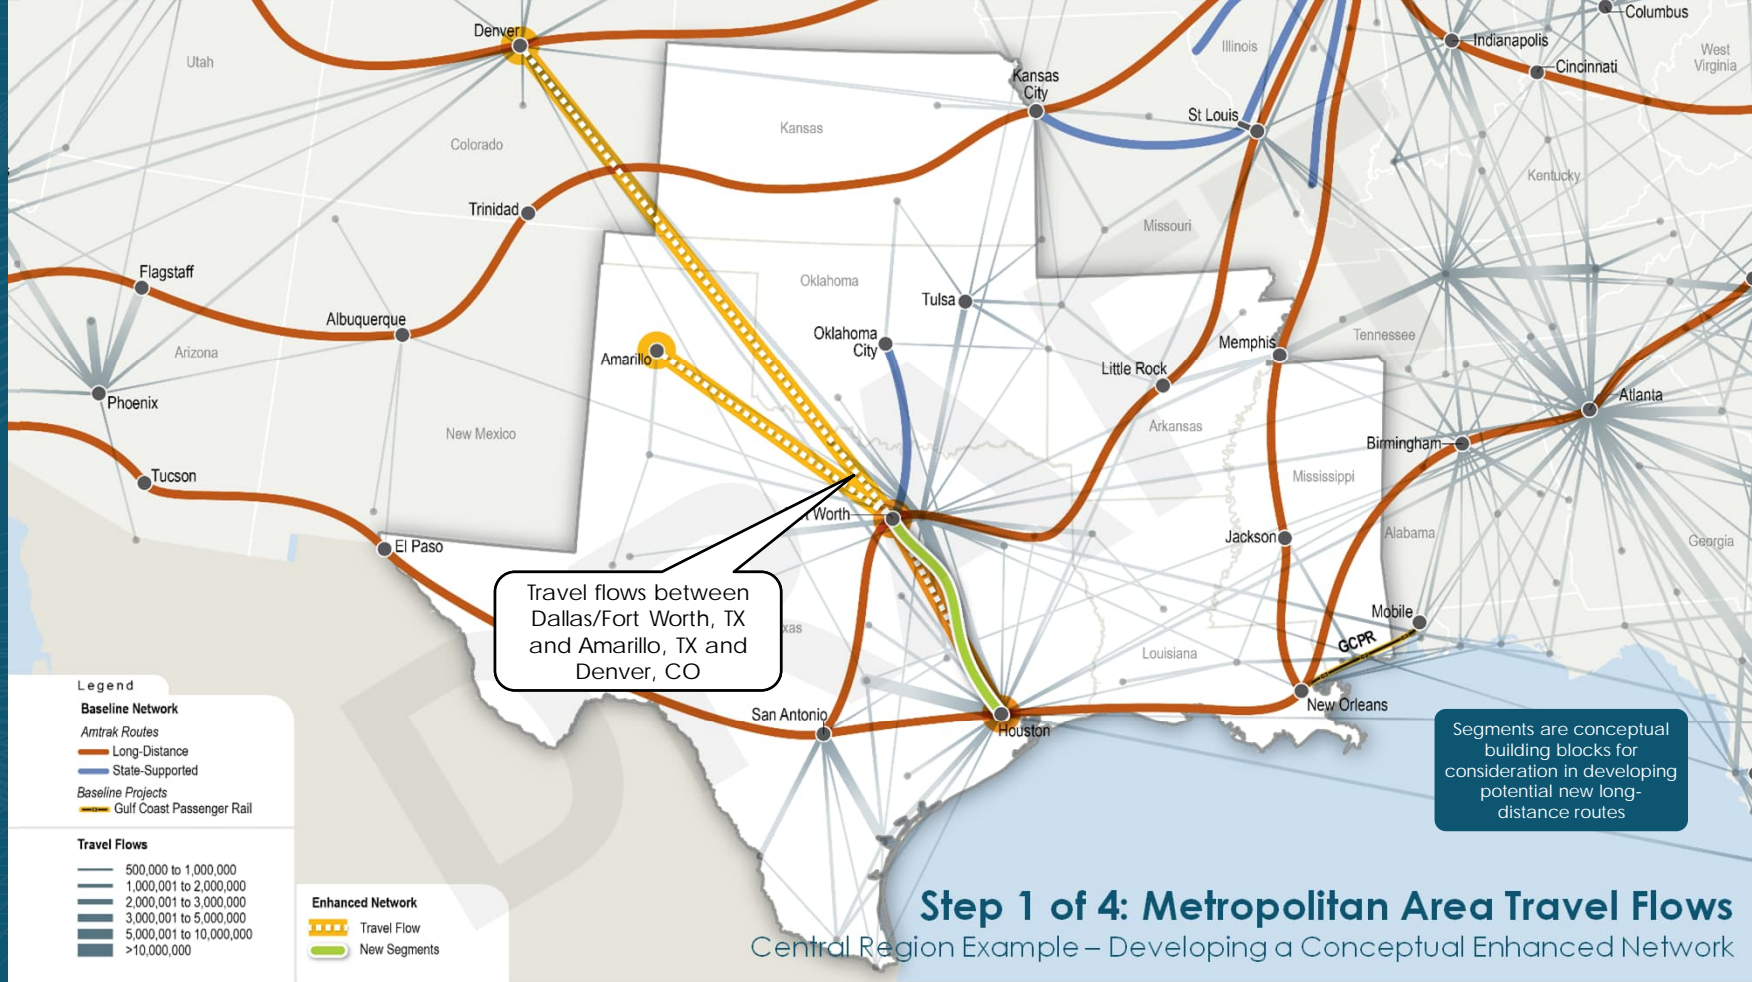 Denver
Utah
Colorado
Trinidad
Kansas
Kansas
City
St Louis
Illinois
Indianapolis
Columbus
Cincinnati
West
Virginia
Kentucky
Missouri
Flagstaff
Albuquerque
Arizona
Phoenix
New Mexico
Tucson
El Paso
Amarillo
Oklahoma
Tulsa
Oklahoma
City
Little Rock
Memphis
Tennessee
Arkansas
Atlanta
Birmingham
Mississippi
Alabama
Georgia
Jackson
t Worth
xas
Louisiana
Mobile
GCPR
New Orleans
San Antonio
Houston
Travel flows between
Dallas/Fort Worth, TX
and Amarillo, TX and
Denver, CO
DRAFT
Legend
Baseline Network
Amtrak Routes
Long-Distance
State-Supported
Baseline Projects
Gulf Coast Passenger Rail
Travel Flows
500,000 to 1,000,000
1,000,001 to 2,000,000
2,000,001 to 3,000,000
3,000,001 to 5,000,000
5,000,001 to 10,000,000
>10,000,000
Enhanced Network
Travel Flow
New Segments
Segments are conceptual
building blocks for
consideration in developing
potential new long-
distance routes
Step 1 of 4: Metropolitan Area Travel Flows
Central Region Example – Developing a Conceptual Enhanced Network